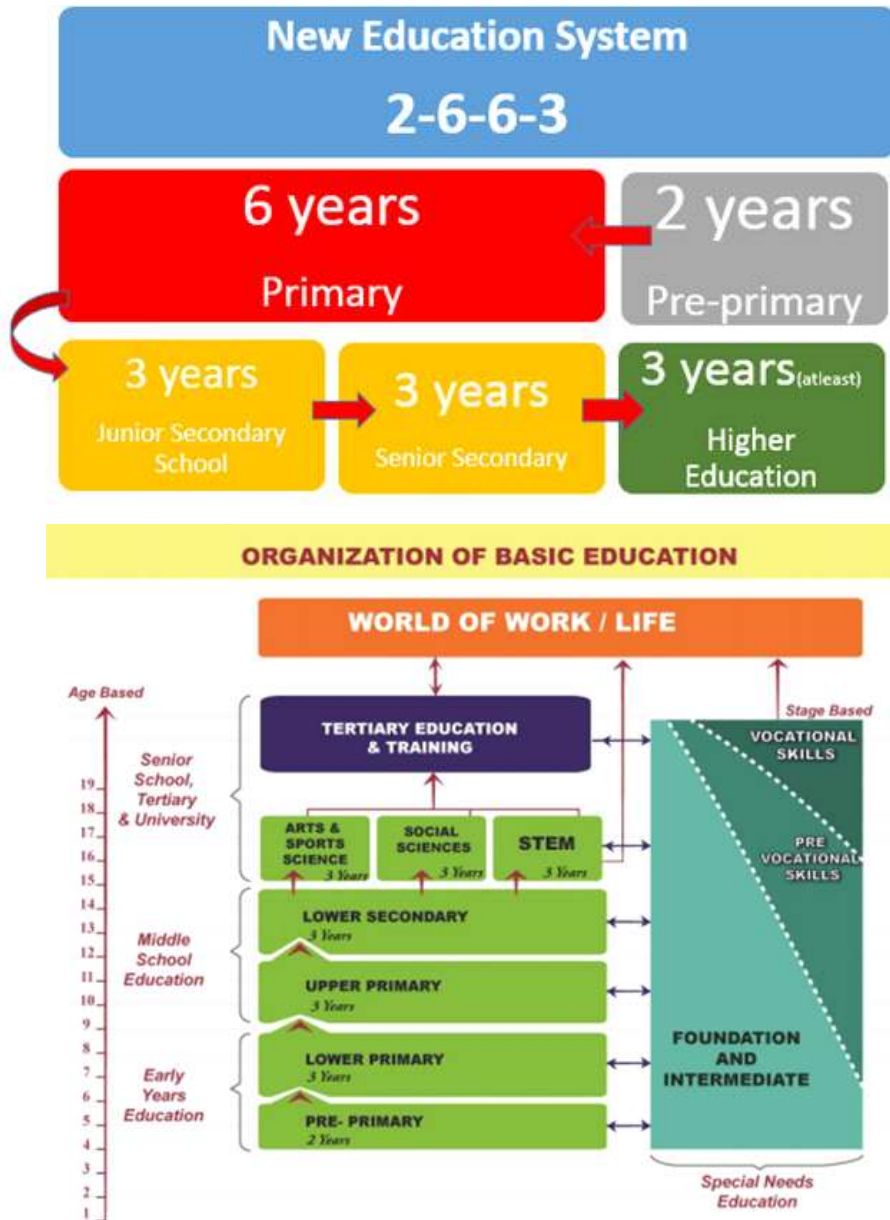 New Education System
2-6-6-3
6 years
Primary
2 years
Pre-primary
3 years
Junior Secondary
School
3 years
Senior Secondary
3 years(atleast)
Higher
Education
ORGANIZATION OF BASIC EDUCATION
WORLD OF WORK / LIFE
Age Based
Stage Based
TERTIARY EDUCATION
& TRAINING
VOCATIONAL
SKILLS
Senior
School,
Tertiary
& University
ARTS &
SPORTS
SCIENCE
3 Years
SOCIAL
SCIENCES
3 Years
STEM
3 Years
PRE
VOCATIONAL
SKILLS
Middle
School
Education
LOWER SECONDARY
3 Years
UPPER PRIMARY
3 Years
Early
Years
Education
LOWER PRIMARY
3 Years
PRE- PRIMARY
2 Years
FOUNDATION
AND
INTERMEDIATE
Special Needs
Education
19
18
17
16
15
14
13
12
11
10
9
8
7
6
5
4
3
2
1